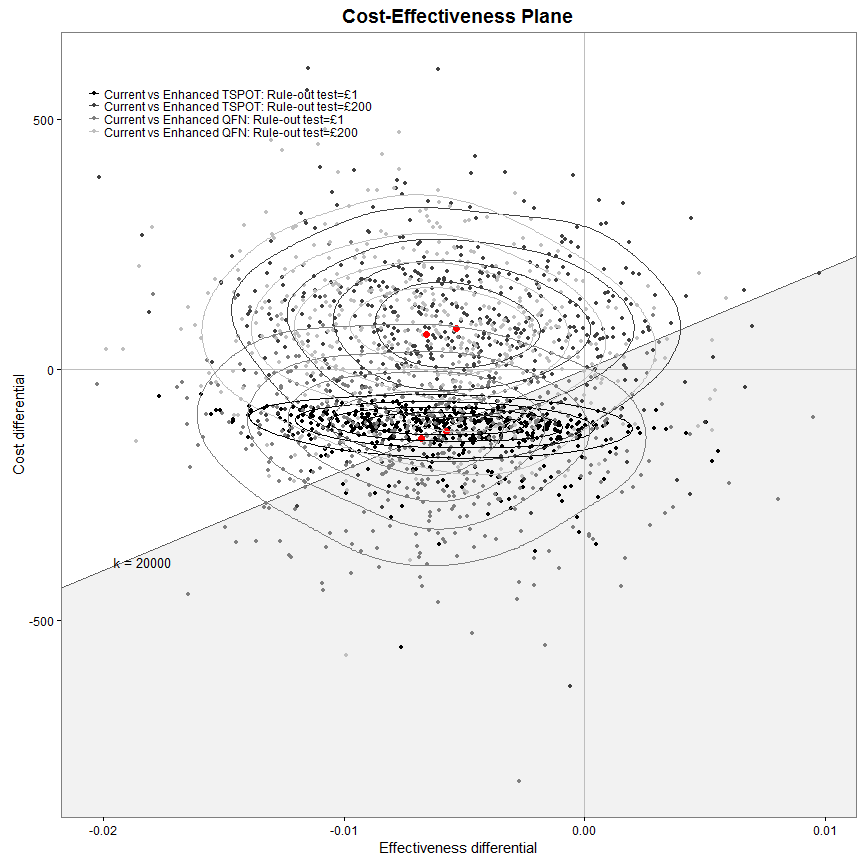 Cost-Effectiveness Plane
Current vs Enhanced TSPOT: Rule-out test=£1
Current vs Enhanced TSPOT: Rule-out test=£200
Current vs Enhanced QFN: Rule-out test=£1
Current vs Enhanced QFN: Rule-out test=£200
500
0
-500
Cost differential
k = 20000
-0.02
-0.01
0.00
0.01
Effectiveness differential